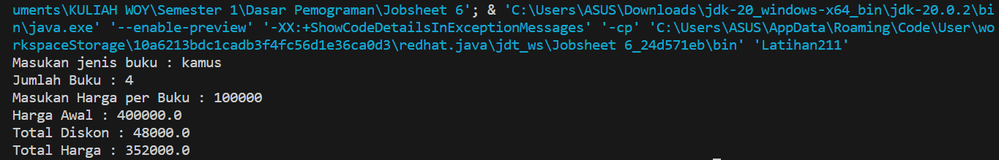 uments\KULIAH WOY\Semester 1\Dasar Pemograman\Jobsheet 6'; & 'C:\Users\ASUS\Downloads\jdk-20_windows-x64_bin\jdk-20.0.2\bi
n\java.exe' '--enable-preview' '-XX:+ShowCodeDetailsInExceptionMessages' '-cp' 'C:\Users\ASUS\AppData\Roaming\Code\User\wo
rkspaceStorage\10a6213bdc1cadb3f4fc56d1e36ca0d3\redhat.java\jdt_ws\Jobsheet 6_24d571eb\bin' 'Latihan211'
Masukan jenis buku : kamus
Jumlah Buku : 4
Masukan Harga per Buku : 100000
Harga Awal : 400000.0
Total Diskon : 48000.0
Total Harga : 352000.0